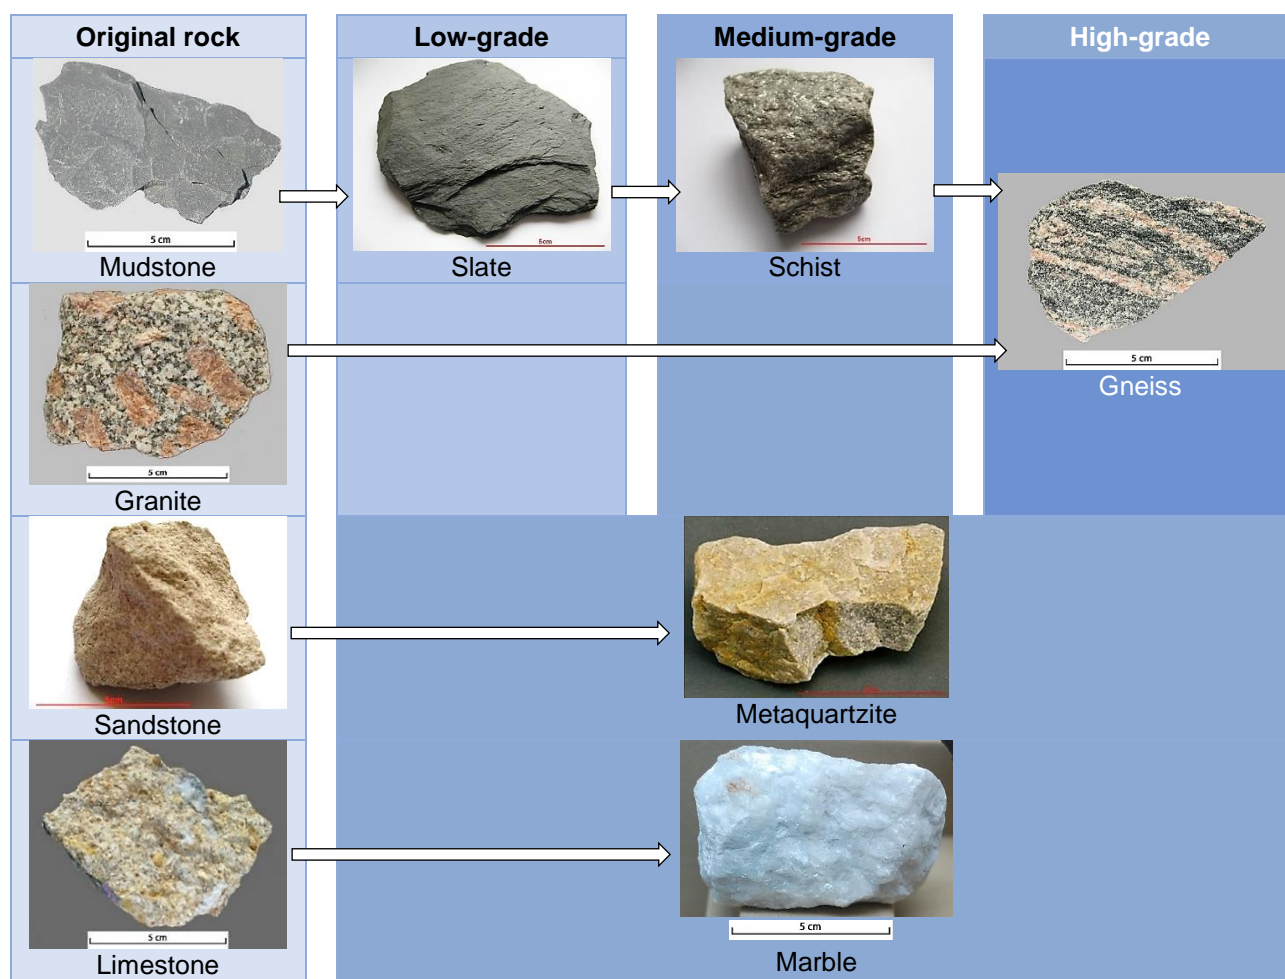 Original rock
Low-grade
Medium-grade
High-grade
5 cm
5cm
5cm
Mudstone
Slate
Schist
5 cm
Gneiss
5 cm
Granite
5cm
Sandstone
Metaquartzite
5 cm
5 cm
Limestone
Marble